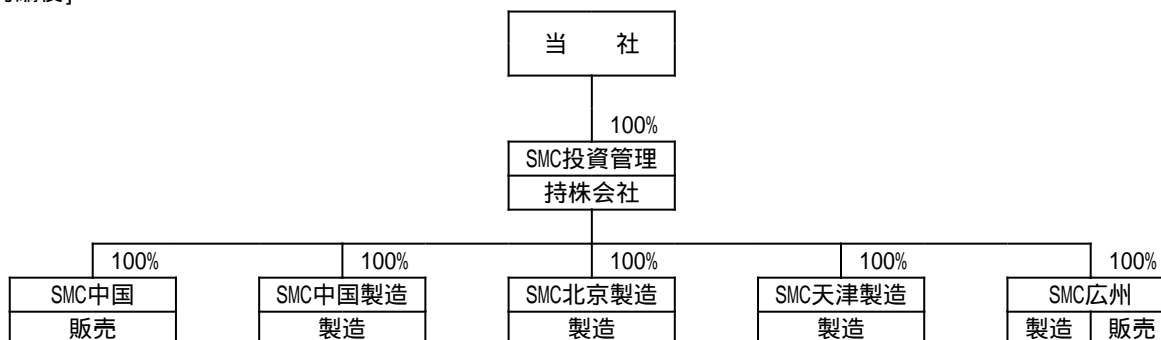 当　社
100%
SMC投資管理
持株会社
100% 100% 100% 100% 100%
SMC中国 SMC中国製造 SMC北京製造 SMC天津製造 SMC広州
販売 製造 製造 製造 製造 販売